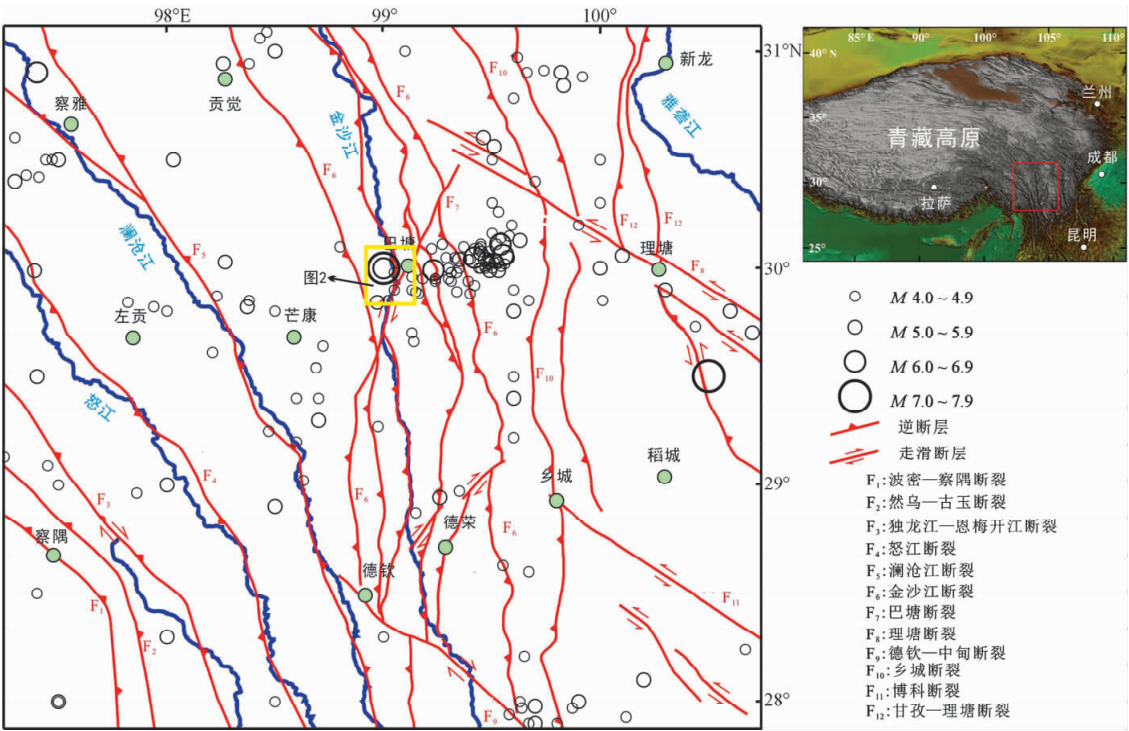 98°E
99°
100°
31°N
30°
29°
28°
新龙
察雅
贡觉
金沙江
雅砻江
澜沧江
巴塘
理塘
图2
左贡
芒康
怒江
稻城
乡城
察隅
德荣
德钦
F₁₀
F₆
F₆
F₇
F₁₂
F₁₂
F₅
F₈
F₆
F₁₀
F₄
F₃
F₆
F₆
F₁
F₂
F₁₁
F₉
85°E
90°
95°
100°
105°
110°
40°N
35°
30°
25°
兰州
青藏高原
成都
拉萨
昆明
M 4.0~4.9
M 5.0~5.9
M 6.0~6.9
M 7.0~7.9
逆断层
走滑断层
F₁:波密—察隅断裂
F₂:然乌—古玉断裂
F₃:独龙江—恩梅开江断裂
F₄:怒江断裂
F₅:澜沧江断裂
F₆:金沙江断裂
F₇:巴塘断裂
F₈:理塘断裂
F₉:德钦—中甸断裂
F₁₀:乡城断裂
F₁₁:博科断裂
F₁₂:甘孜—理塘断裂